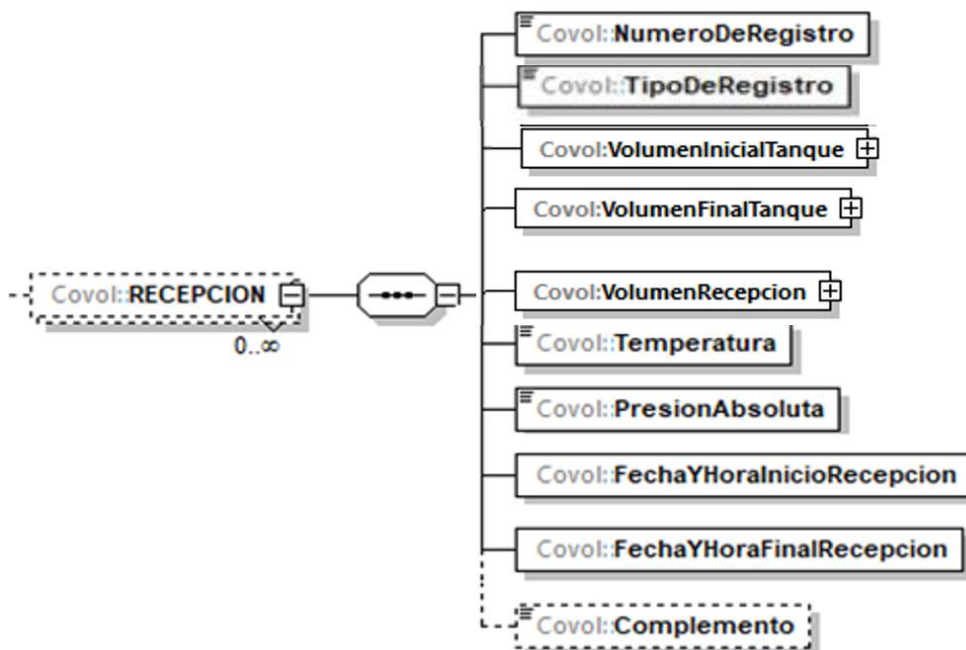 Covol::NumeroDeRegistro
Covol::TipoDeRegistro
Covol:VolumenInicialTanque
Covol:VolumenFinalTanque
Covol::RECEPCION
0..∞
Covol:VolumenRecepcion
Covol::Temperatura
Covol::PresionAbsoluta
Covol::FechaYHoraInicioRecepcion
Covol::FechaYHoraFinalRecepcion
Covol::Complemento